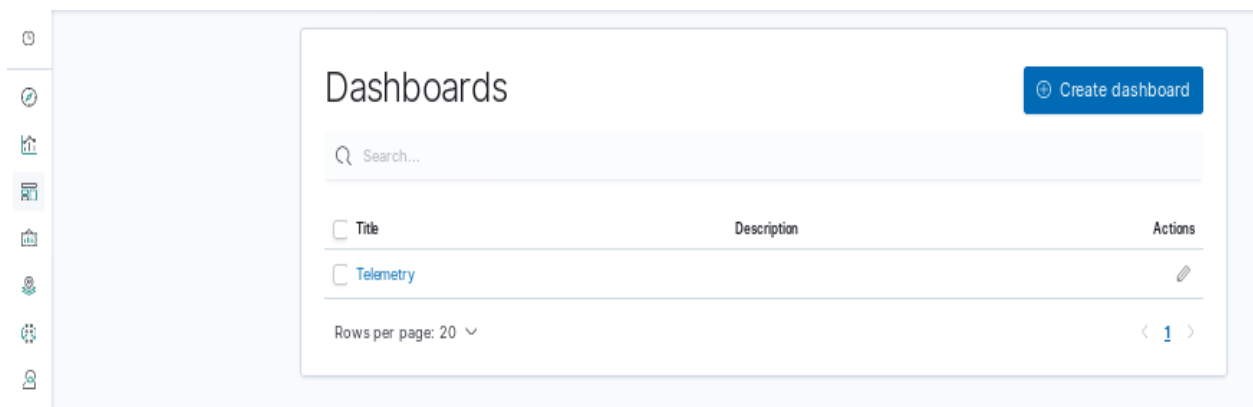 Dashboards
Create dashboard
Search...
Title Description Actions
Telemetry
Rows per page: 20 1